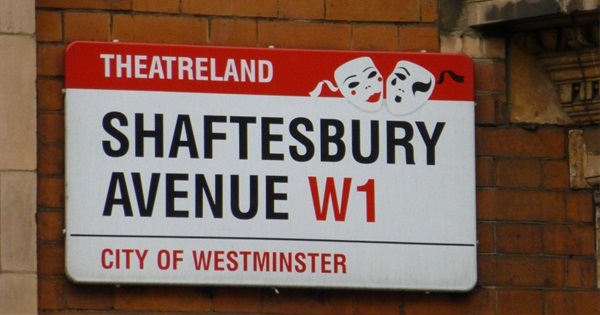 THEATRELAND
SHAFTESBURY
AVENUE W1
CITY OF WESTMINSTER